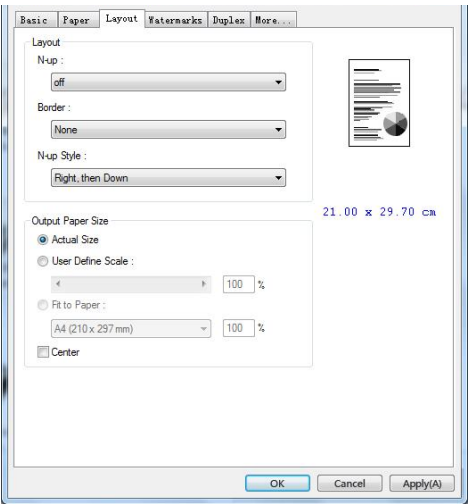 Basic Paper Layout Watermarks Duplex More...
Layout
N-up :
off
Border :
None
N-up Style :
Right, then Down
21.00 x 29.70 cm
Output Paper Size
Actual Size
User Define Scale :
100 %
Fit to Paper :
A4 (210 x 297 mm) 100 %
Center
OK Cancel Apply(A)